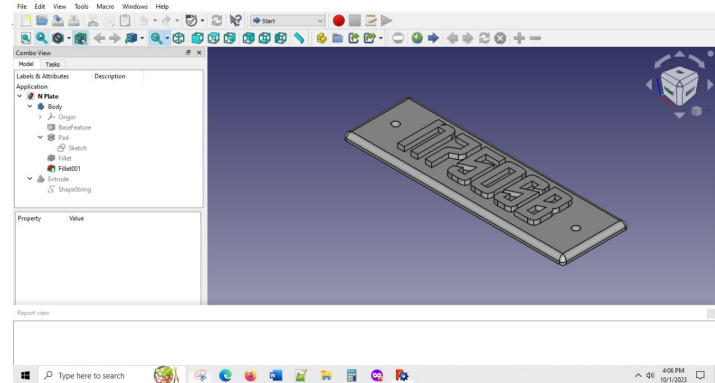 File Edit View Tools Macro Windows Help
Start
Combo View
Model Tasks
Labels & Attributes Description
Application
N Plate
Body
Origin
BaseFeature
Pad
Sketch
Fillet
Fillet001
Extrude
ShapeString
Property Value
Report view
Type here to search
4:06 PM
10/1/2023